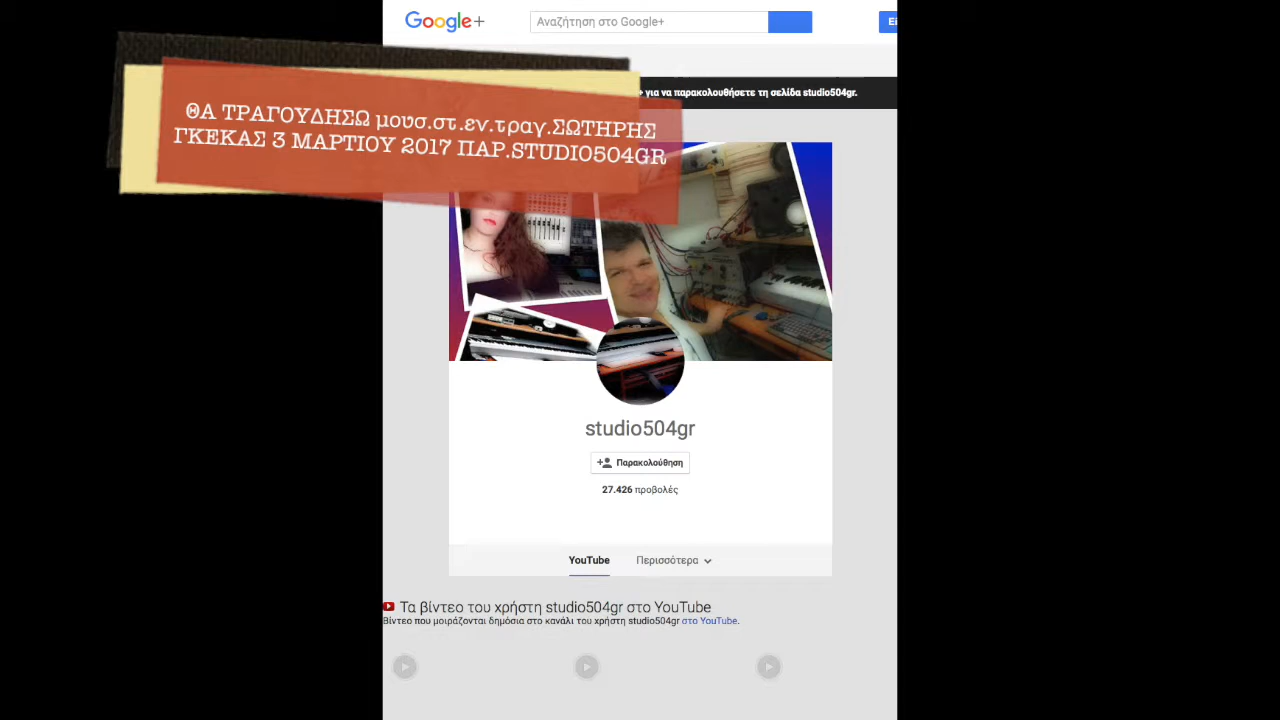 Google+
Αναζήτηση στο Google+
Εί
για να παρακολουθήσετε τη σελίδα studio504gr.
ΘΑ ΤΡΑΓΟΥΔΗΣΩ μουσ.στ.εν.τραγ.ΣΩΤΗΡΗΣ
ΓΚΕΚΑΣ 3 ΜΑΡΤΙΟΥ 2017 ΠΑΡ.STUDIO504GR
studio504gr
Παρακολούθηση
27.426 προβολές
YouTube Περισσότερα
Τα βίντεο του χρήστη studio504gr στο YouTube
Βίντεο που μοιράζονται δημόσια στο κανάλι του χρήστη studio504gr στο YouTube.